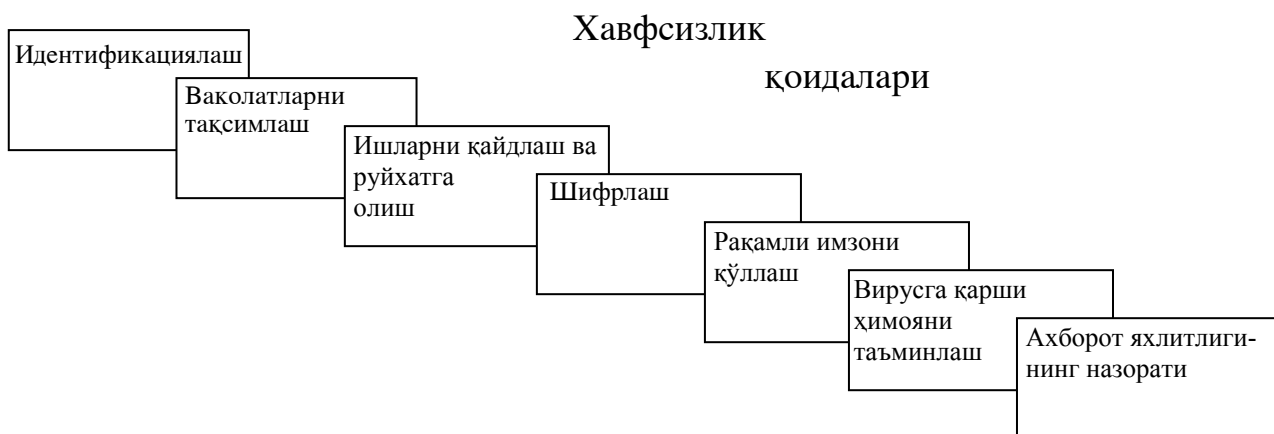 Хавфсизлик
қоидалари
Идентификациялаш
Ваколатларни
тақсимлаш
Ишларни қайдлаш ва
руйхатга
олиш
Шифрлаш
Рақамли имзони
қўллаш
Вирусга қарши
ҳимояни
таъминлаш
Ахборот яхлитлиги-
нинг назорати